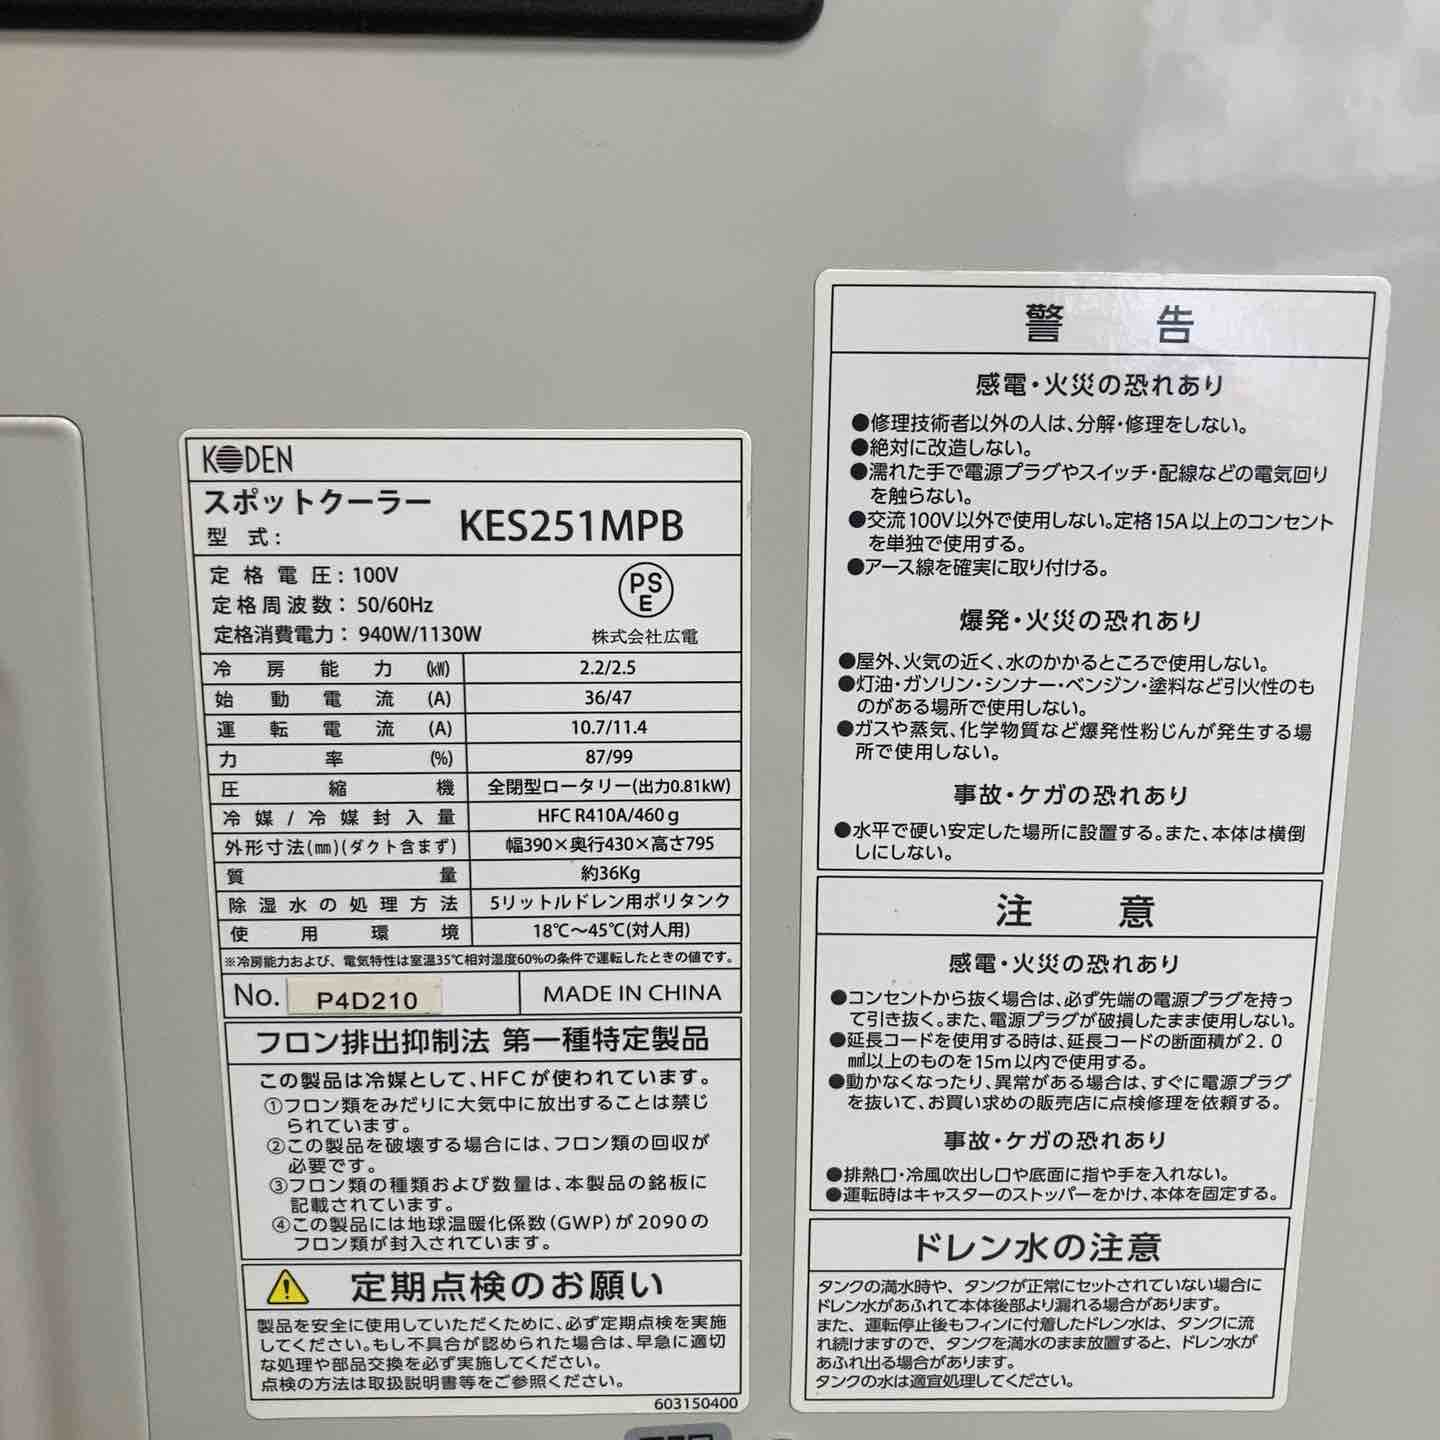 KODEN
スポットクーラー
型式: KES251MPB
定格電圧: 100V
定格周波数: 50/60Hz
定格消費電力: 940W/1130W
PSE
株式会社広電
冷房能力(kW) 2.2/2.5
始動電流(A) 36/47
運転電流(A) 10.7/11.4
力率(%) 87/99
圧縮機 全閉型ロータリー(出力0.81kW)
冷媒/冷媒封入量 HFC R410A/460g
外形寸法(mm)(ダクト含まず) 幅390×奥行430×高さ795
質量 約36Kg
除湿水の処理方法 5リットルドレン用ポリタンク
使用環境 18℃〜45℃(対人用)
※冷房能力および、電気特性は室温35℃相対湿度60%の条件で運転したときの値です。
No. P4D210 MADE IN CHINA
フロン排出抑制法 第一種特定製品
この製品は冷媒として、HFCが使われています。
①フロン類をみだりに大気中に放出することは禁じ
られています。
②この製品を破壊する場合には、フロン類の回収が
必要です。
③フロン類の種類および数量は、本製品の銘板に
記載されています。
④この製品には地球温暖化係数(GWP)が2090の
フロン類が封入されています。
定期点検のお願い
製品を安全に使用していただくために、必ず定期点検を実施
してください。もし不具合が認められた場合は、早急に適切
な処理や部品交換を必ず実施してください。
点検の方法は取扱説明書等をご参照ください。
603150400
警告
感電・火災の恐れあり
●修理技術者以外の人は、分解・修理をしない。
●絶対に改造しない。
●濡れた手で電源プラグやスイッチ・配線などの電気回り
を触らない。
●交流100V以外で使用しない。定格15A以上のコンセント
を単独で使用する。
●アース線を確実に取り付ける。
爆発・火災の恐れあり
●屋外、火気の近く、水のかかるところで使用しない。
●灯油・ガソリン・シンナー・ベンジン・塗料など引火性のも
のがある場所で使用しない。
●ガスや蒸気、化学物質など爆発性粉じんが発生する場
所で使用しない。
事故・ケガの恐れあり
●水平で硬い安定した場所に設置する。また、本体は横倒
しにしない。
注意
感電・火災の恐れあり
●コンセントから抜く場合は、必ず先端の電源プラグを持っ
て引き抜く。また、電源プラグが破損したまま使用しない。
●延長コードを使用する時は、延長コードの断面積が2.0
㎟以上のものを15m以内で使用する。
●動かなくなったり、異常がある場合は、すぐに電源プラグ
を抜いて、お買い求めの販売店に点検修理を依頼する。
事故・ケガの恐れあり
●排熱口・冷風吹出し口や底面に指や手を入れない。
●運転時はキャスターのストッパーをかけ、本体を固定する。
ドレン水の注意
タンクの満水時や、タンクが正常にセットされていない場合に
ドレン水があふれて本体後部より漏れる場合があります。
また、運転停止後もフィンに付着したドレン水は、タンクに流
れ続けますので、タンクを満水のまま放置すると、ドレン水が
あふれ出る場合があります。
タンクの水は適宜処理してください。